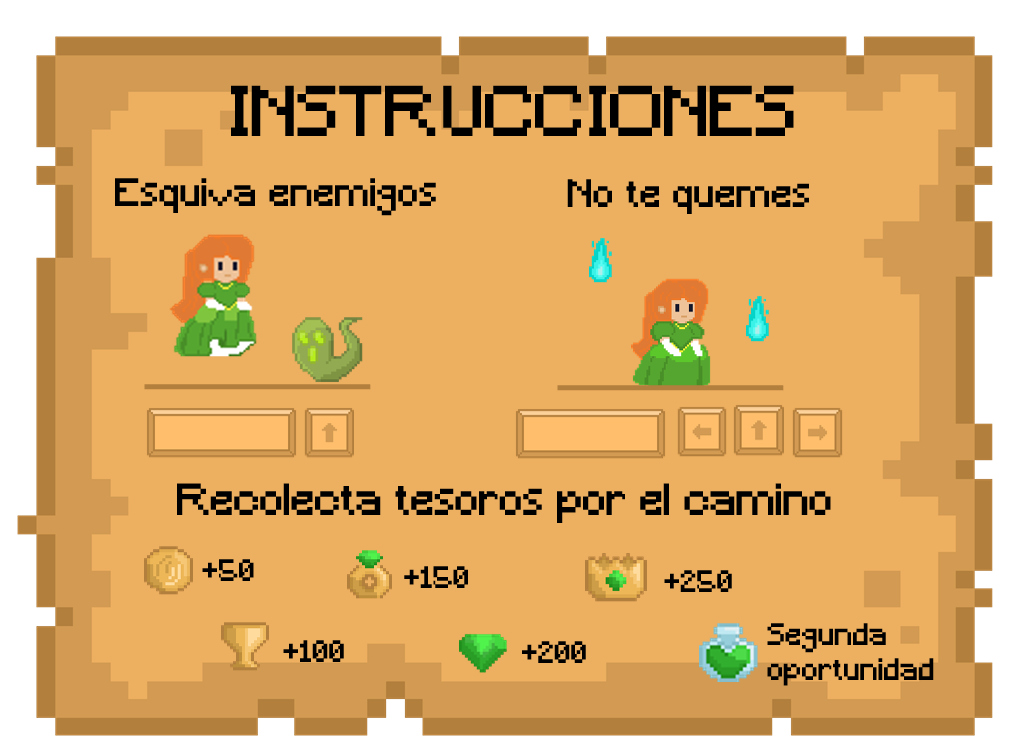 INSTRUCCIONES
Esquiva enemigos
No te quemes
Recolecta tesoros por el camino
+50
+150
+250
+100
+200
Segunda
oportunidad